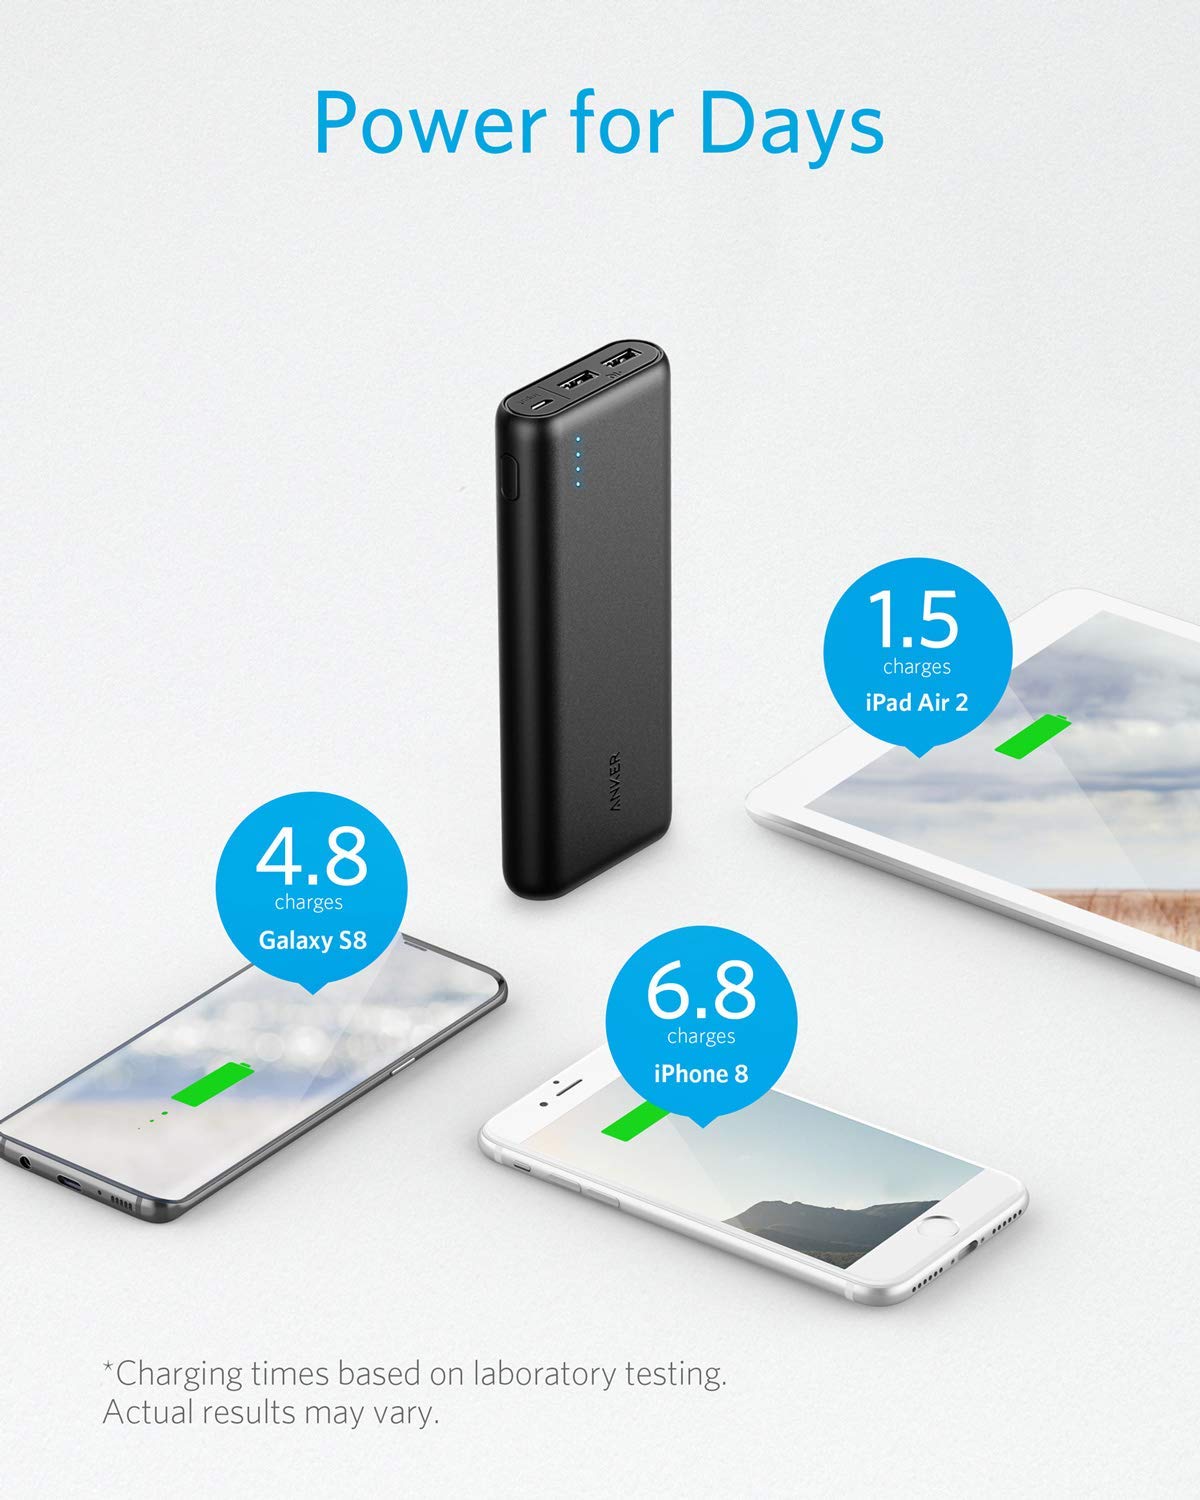 Power for Days
1.5
charges
iPad Air 2
ANKER
4.8
charges
Galaxy S8
6.8
charges
iPhone 8
*Charging times based on laboratory testing.
Actual results may vary.